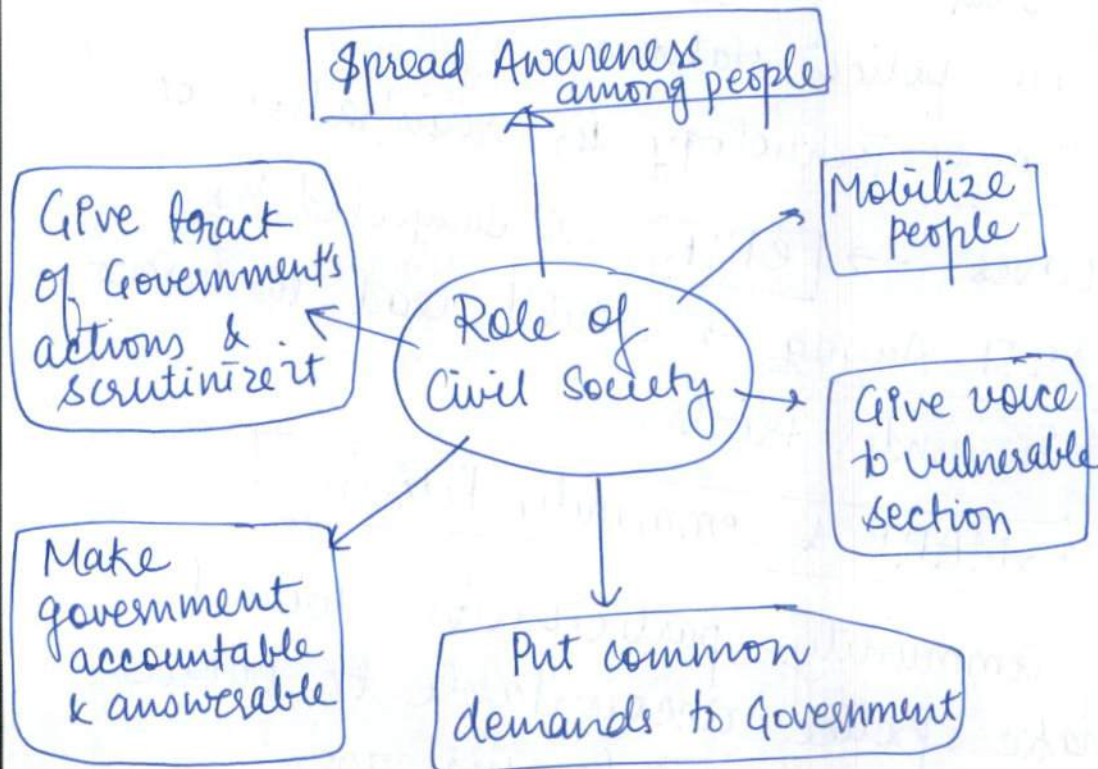 Spread Awareness
among people
Mobilize
people
Give track
of Government's
actions &
scrutinize it
Role of
Civil Society
Give voice
to vulnerable
section
Make
government
accountable
& answerable
Put common
demands to Government